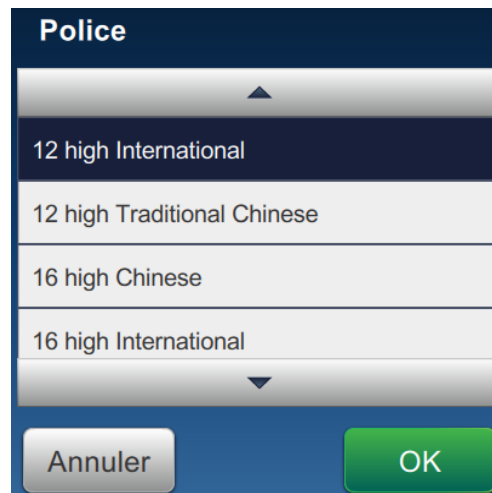 Police
12 high International
12 high Traditional Chinese
16 high Chinese
16 high International
Annuler
OK